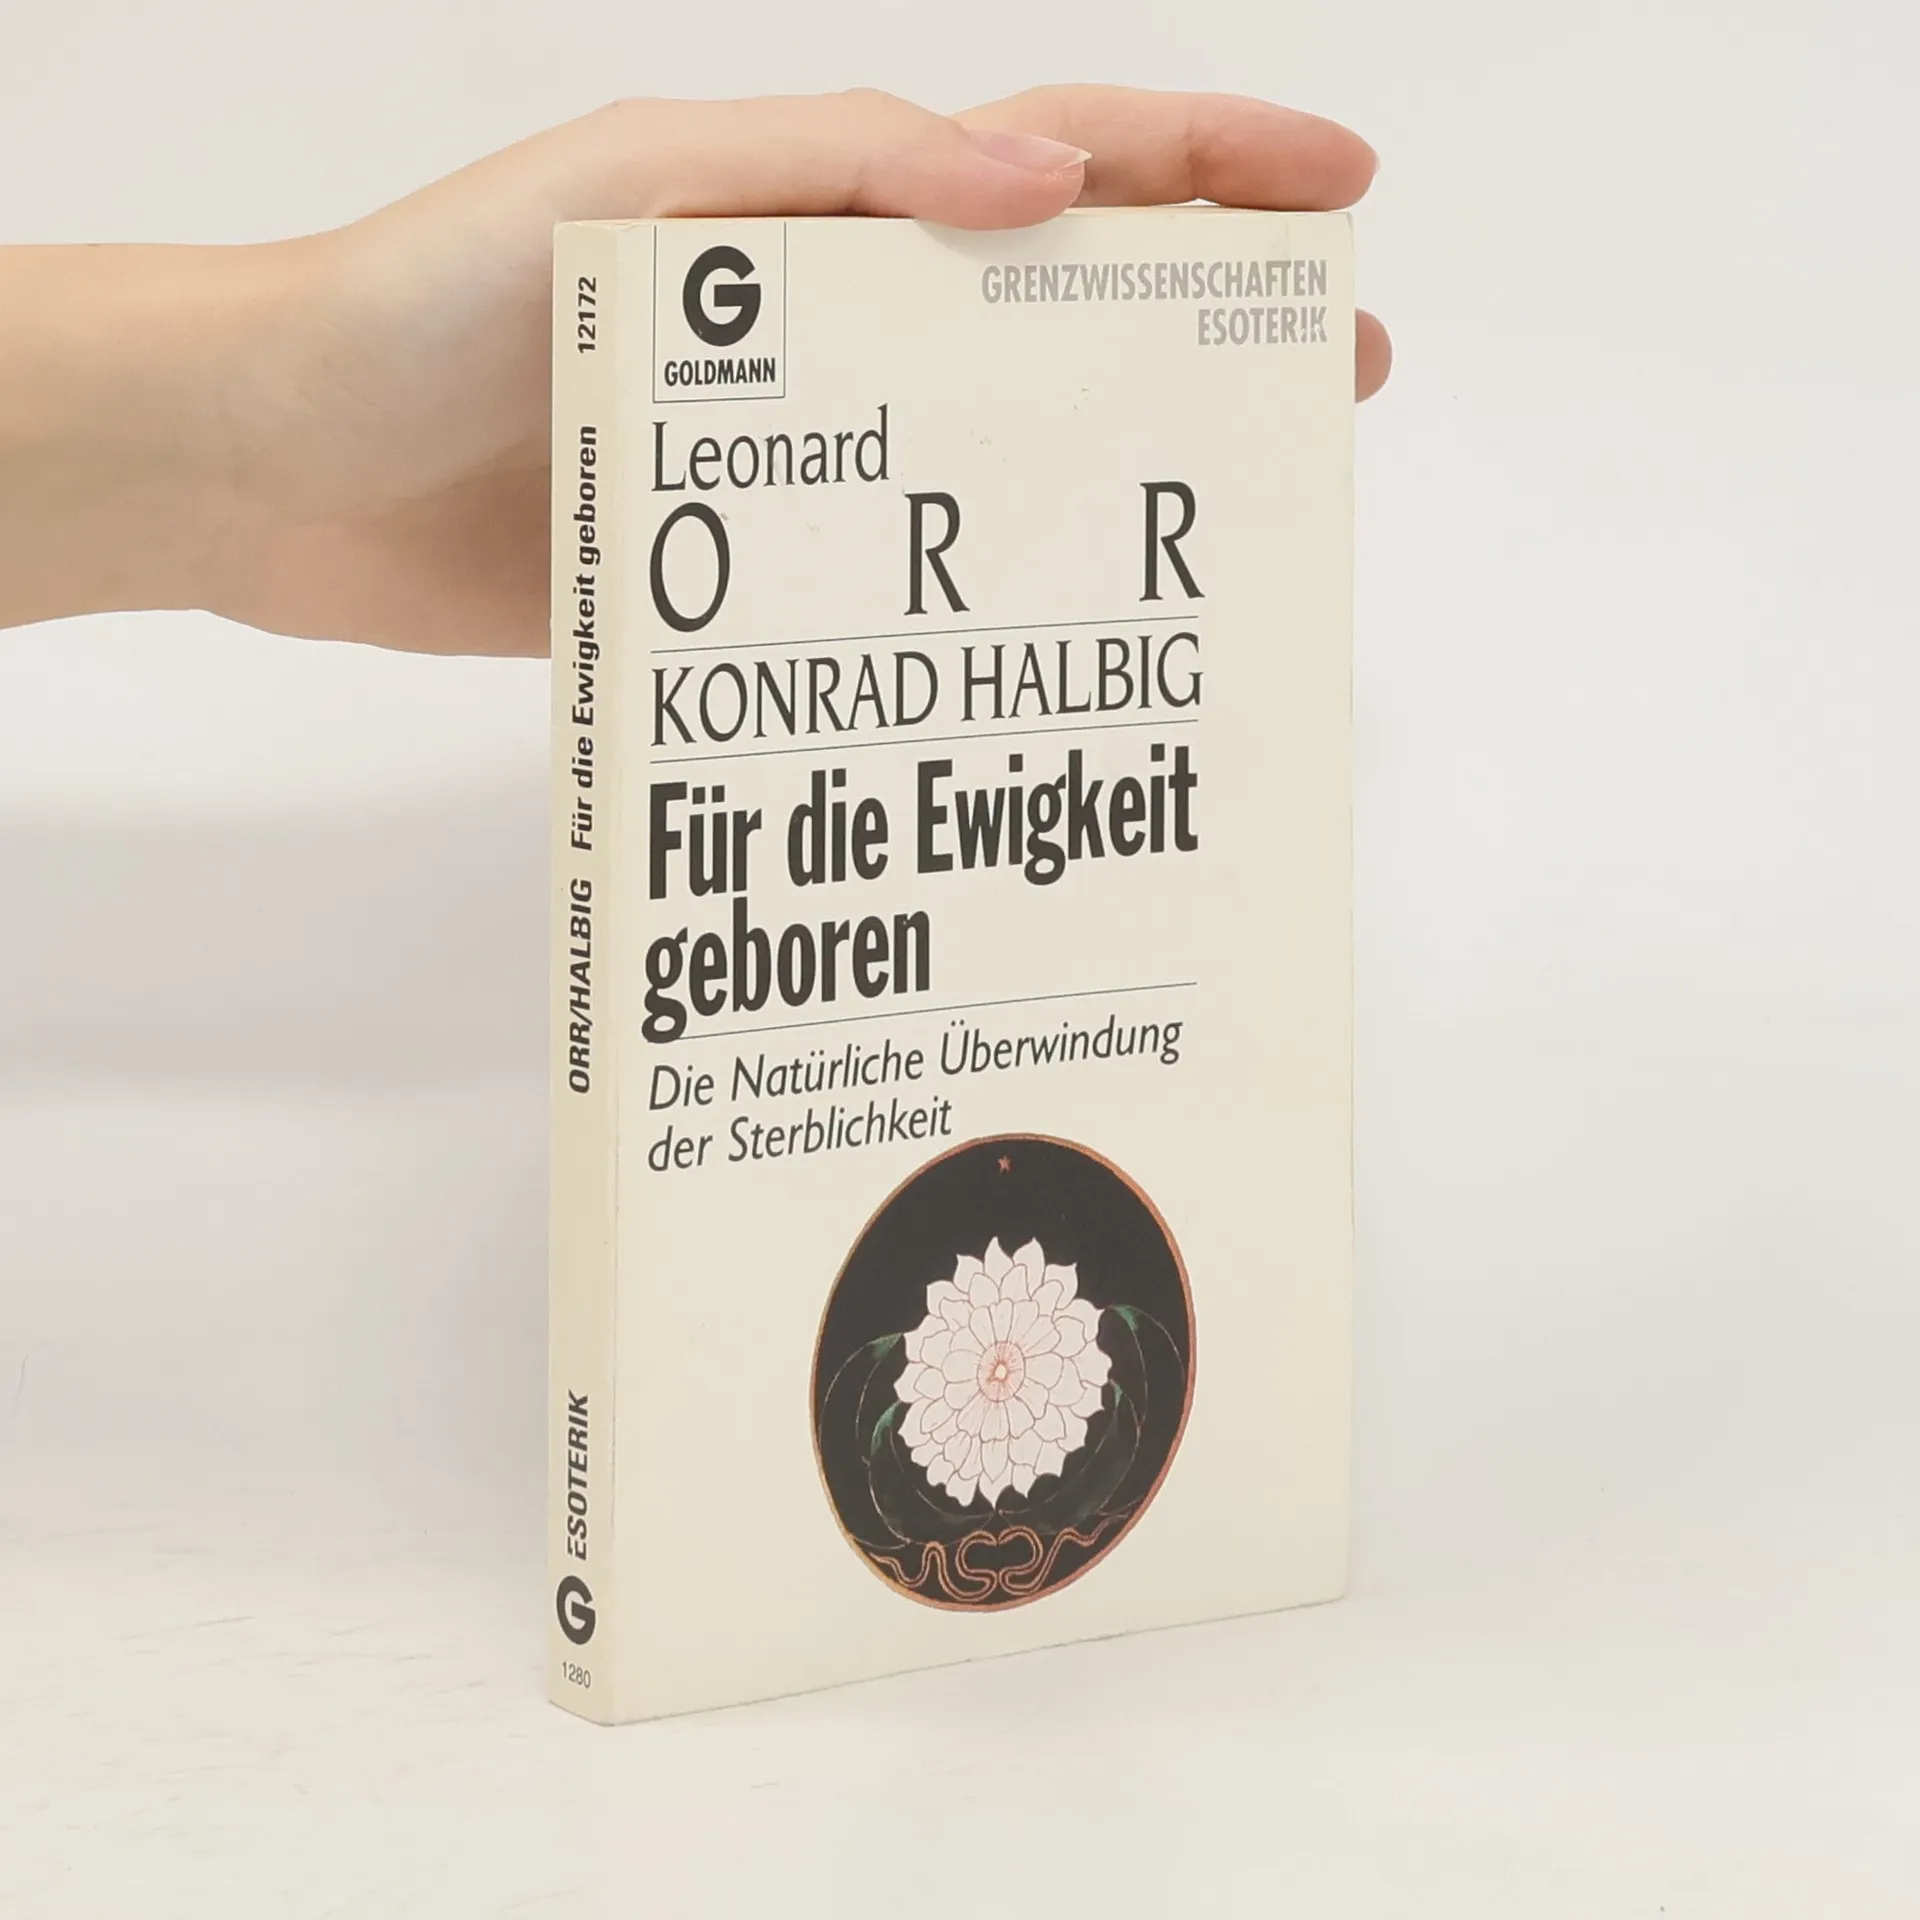 G
GOLDMANN
GRENZWISSENSCHAFTEN
ESOTERIK
Leonard
ORR
KONRAD HALBIG
Für die Ewigkeit
geboren
Die Natürliche Überwindung
der Sterblichkeit
12172
ORR/HALBIG Für die Ewigkeit geboren
ESOTERIK
G
1280